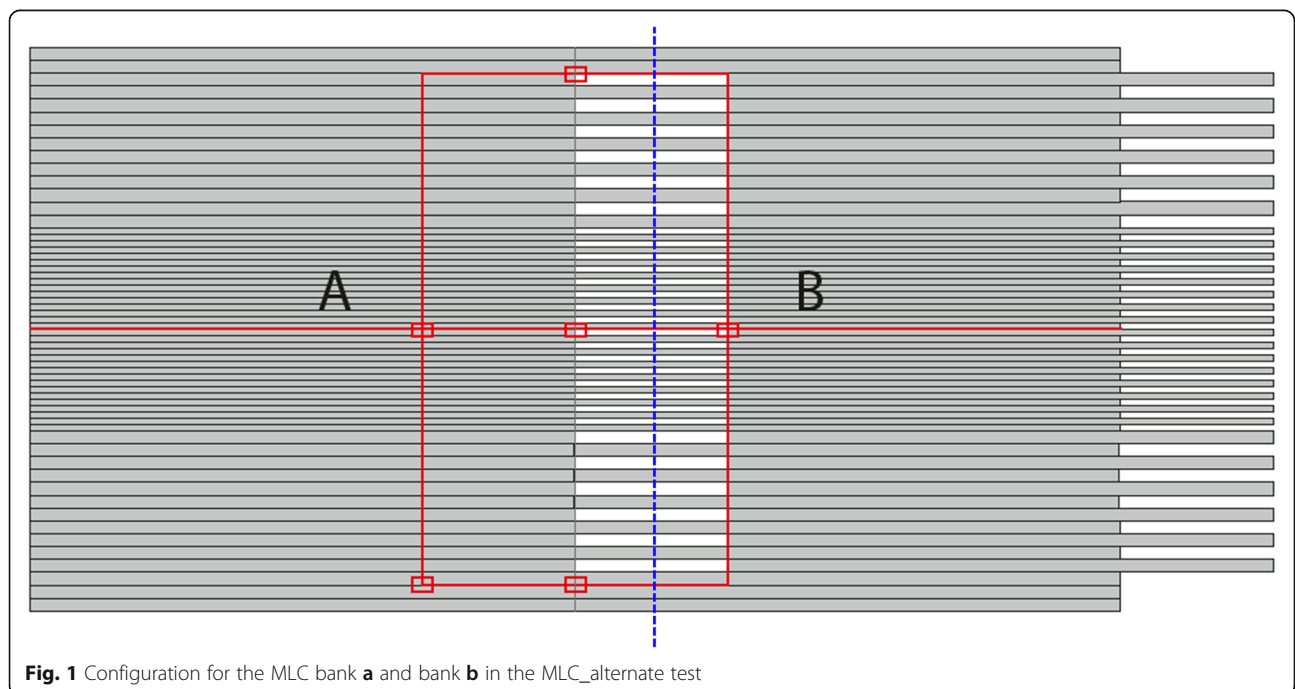 A
B
Fig. 1 Configuration for the MLC bank a and bank b in the MLC_alternate test